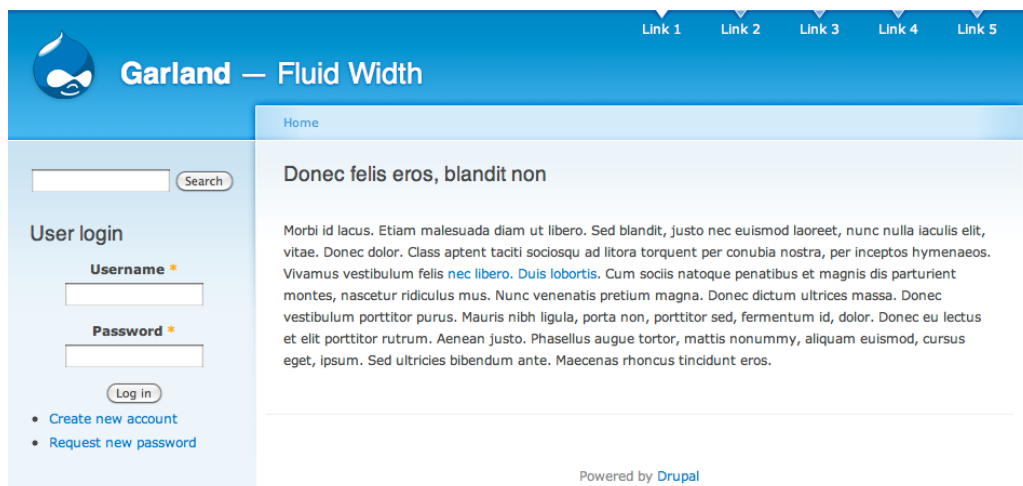 Link 1 Link 2 Link 3 Link 4 Link 5
Garland — Fluid Width
Home
Search
User login
Username *
Password *
Log in
Create new account
Request new password
Donec felis eros, blandit non
Morbi id lacus. Etiam malesuada diam ut libero. Sed blandit, justo nec euismod laoreet, nunc nulla iaculis elit,
vitae. Donec dolor. Class aptent taciti sociosqu ad litora torquent per conubia nostra, per inceptos hymenaeos.
Vivamus vestibulum felis nec libero. Duis lobortis. Cum sociis natoque penatibus et magnis dis parturient
montes, nascetur ridiculus mus. Nunc venenatis pretium magna. Donec dictum ultrices massa. Donec
vestibulum porttitor purus. Mauris nibh ligula, porta non, porttitor sed, fermentum id, dolor. Donec eu lectus
et elit porttitor rutrum. Aenean justo. Phasellus augue tortor, mattis nonummy, aliquam euismod, cursus
eget, ipsum. Sed ultricies bibendum ante. Maecenas rhoncus tincidunt eros.
Powered by Drupal